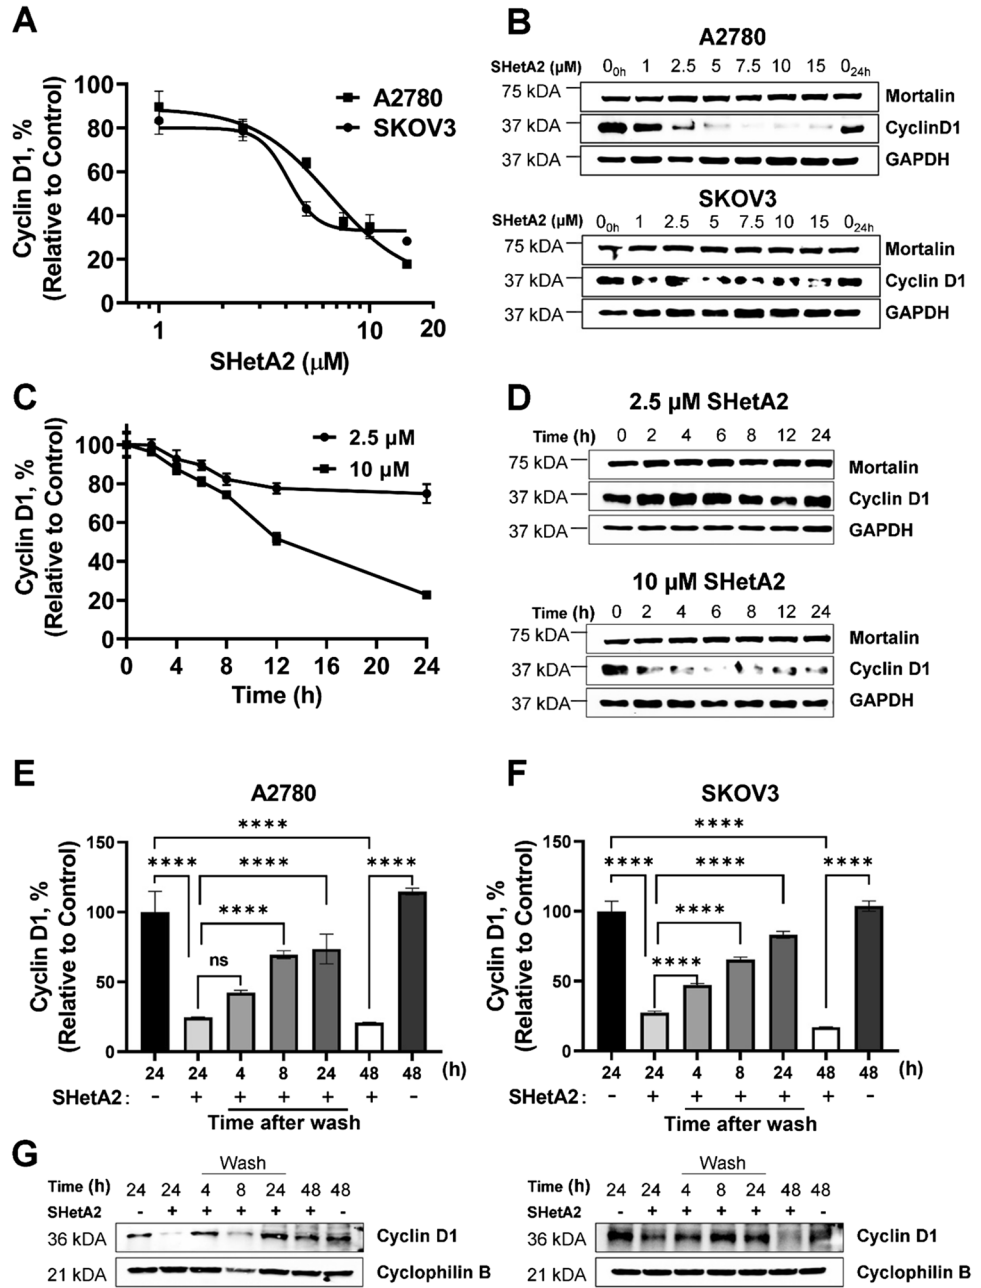 A
Cyclin D1, %
(Relative to Control)
100
80
60
40
20
0
A2780
SKOV3
1
10
20
SHetA2 (μM)
B
A2780
SHetA2 (μM) 0₀ₕ 1 2.5 5 7.5 10 15 0₂₄ₕ
75 kDA
Mortalin
37 kDA
CyclinD1
37 kDA
GAPDH
SKOV3
SHetA2 (μM) 0₀ₕ 1 2.5 5 7.5 10 15 0₂₄ₕ
75 kDA
Mortalin
37 kDA
Cyclin D1
37 kDA
GAPDH
C
Cyclin D1, %
(Relative to Control)
100
80
60
40
20
0
2.5 μM
10 μM
0 4 8 12 16 20 24
Time (h)
D
2.5 μM SHetA2
Time (h) 0 2 4 6 8 12 24
75 kDA
Mortalin
37 kDA
Cyclin D1
37 kDA
GAPDH
10 μM SHetA2
Time (h) 0 2 4 6 8 12 24
75 kDA
Mortalin
37 kDA
Cyclin D1
37 kDA
GAPDH
E
A2780
Cyclin D1, %
(Relative to Control)
150
100
50
0
****
**** **** ****
****
ns
24 24 4 8 24 48 48 (h)
SHetA2: - + + + + + -
Time after wash
F
SKOV3
Cyclin D1, %
(Relative to Control)
150
100
50
0
****
**** **** ****
****
****
24 24 4 8 24 48 48 (h)
SHetA2: - + + + + + -
Time after wash
G
Wash
Time (h) 24 24 4 8 24 48 48
SHetA2 - + + + + + -
36 kDA
Cyclin D1
21 kDA
Cyclophilin B
Wash
Time (h) 24 24 4 8 24 48 48
SHetA2 - + + + + + -
36 kDA
Cyclin D1
21 kDA
Cyclophilin B